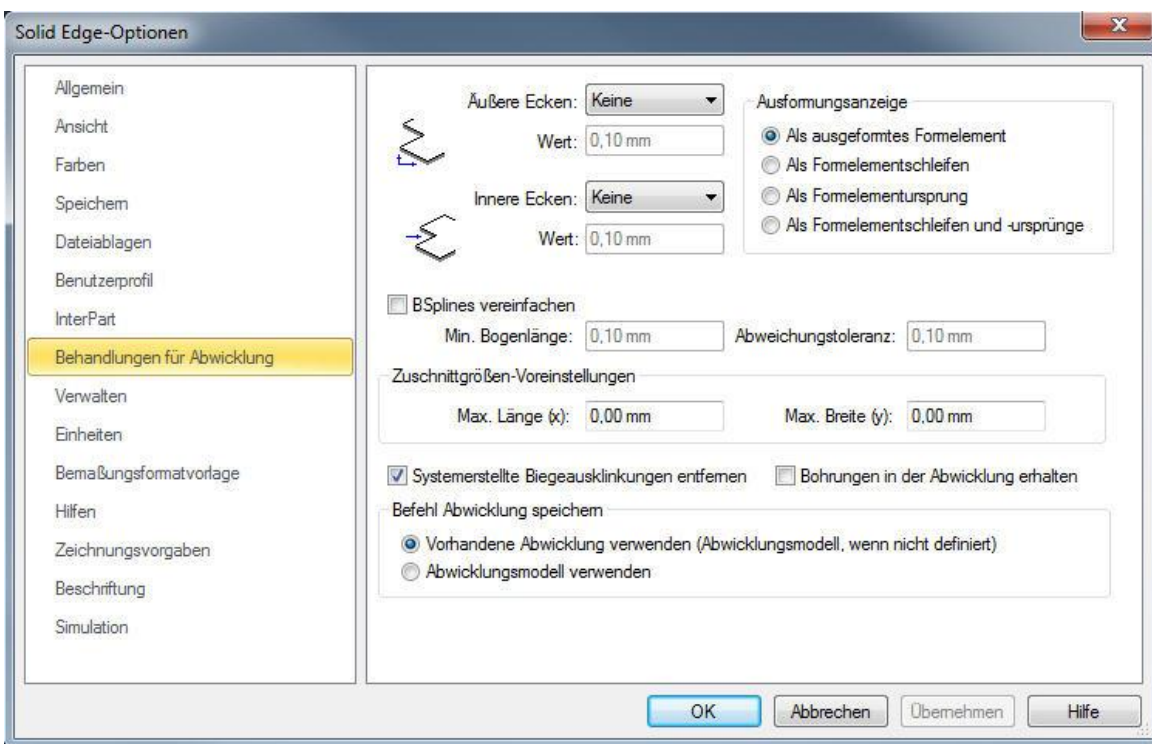 Solid Edge-Optionen
Allgemein
Ansicht
Farben
Speichern
Dateiablagen
Benutzerprofil
InterPart
Behandlungen für Abwicklung
Verwalten
Einheiten
Bemaßungsformatvorlage
Hilfen
Zeichnungsvorgaben
Beschriftung
Simulation
Äußere Ecken: Keine
Wert: 0,10 mm
Innere Ecken: Keine
Wert: 0,10 mm
Ausformungsanzeige
Als ausgeformtes Formelement
Als Formelementschleifen
Als Formelementursprung
Als Formelementschleifen und -ursprünge
BSplines vereinfachen
Min. Bogenlänge: 0,10 mm Abweichungstoleranz: 0,10 mm
Zuschnittgrößen-Voreinstellungen
Max. Länge (x): 0,00 mm Max. Breite (y): 0,00 mm
Systemerstellte Biegeausklinkungen entfernen Bohrungen in der Abwicklung erhalten
Befehl Abwicklung speichern
Vorhandene Abwicklung verwenden (Abwicklungsmodell, wenn nicht definiert)
Abwicklungsmodell verwenden
OK Abbrechen Übernehmen Hilfe